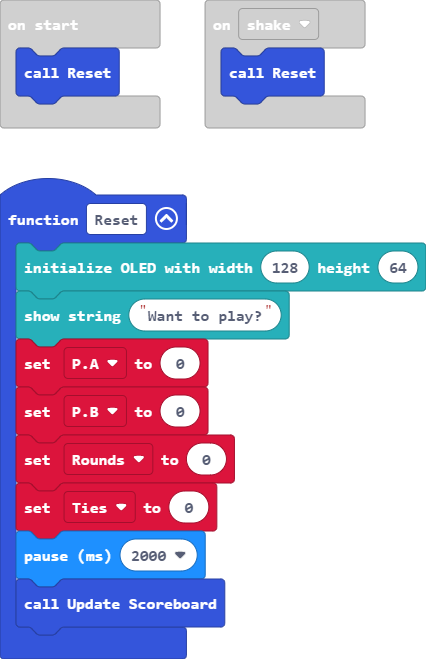 on start
call Reset
on shake
call Reset
function Reset
initialize OLED with width 128 height 64
show string "Want to play?"
set P.A to 0
set P.B to 0
set Rounds to 0
set Ties to 0
pause (ms) 2000
call Update Scoreboard